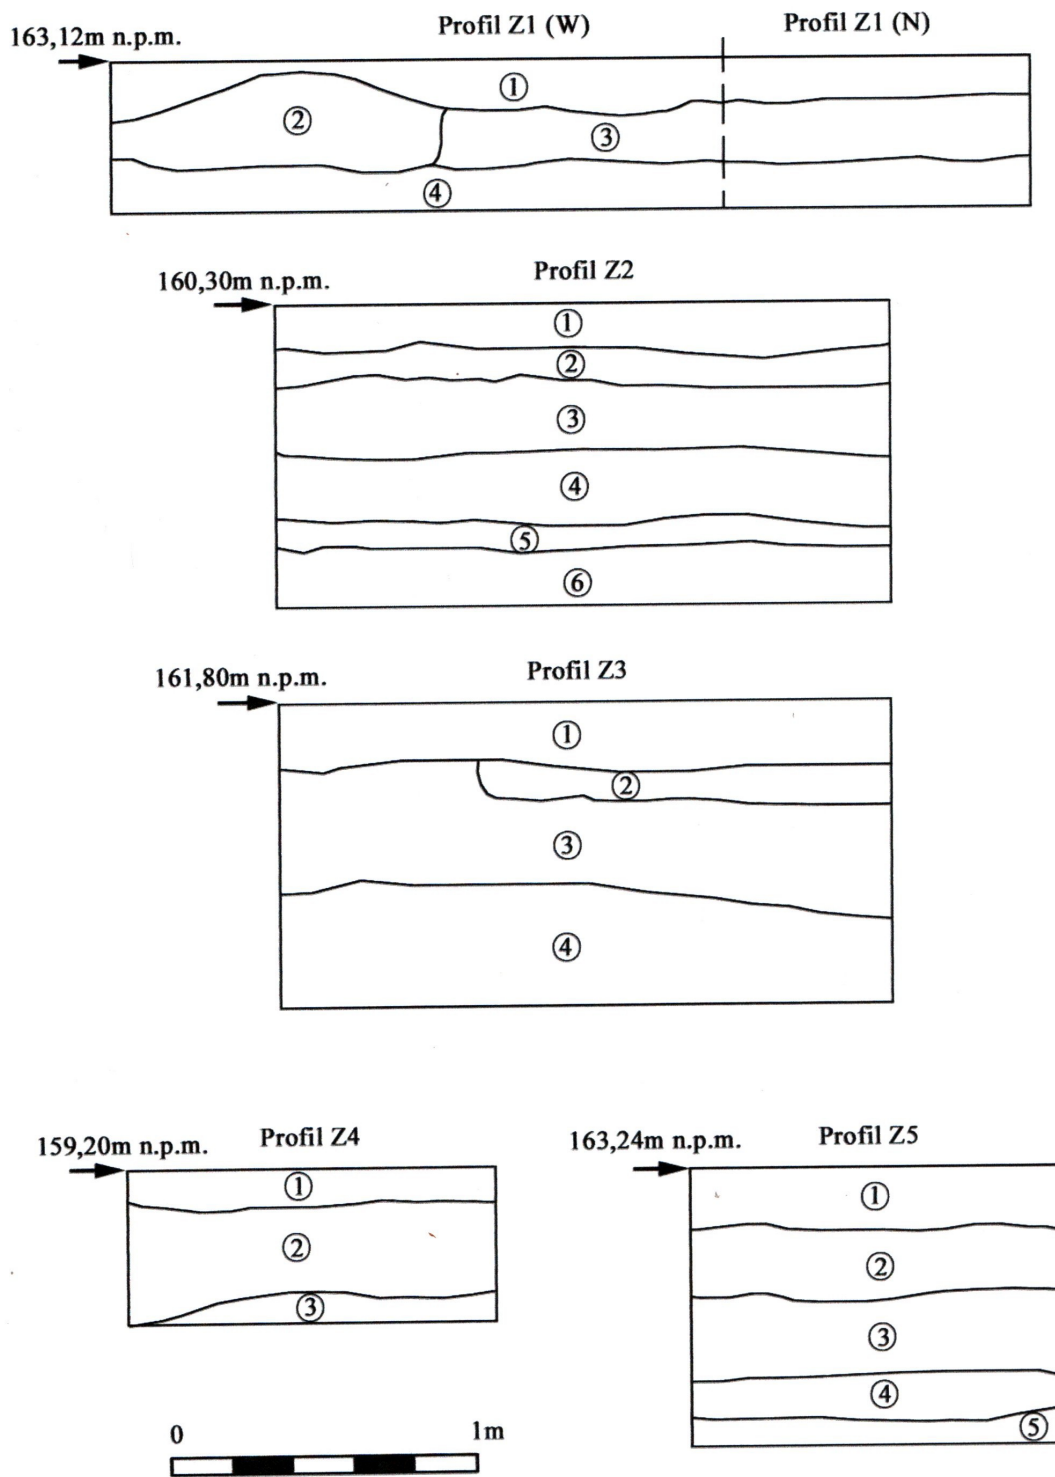 Profil Z1 (W) Profil Z1 (N)
163,12m n.p.m.
①
②
③
④
Profil Z2
160,30m n.p.m.
①
②
③
④
⑤
⑥
Profil Z3
161,80m n.p.m.
①
②
③
④
Profil Z4
159,20m n.p.m.
①
②
③
Profil Z5
163,24m n.p.m.
①
②
③
④
⑤
0 1m